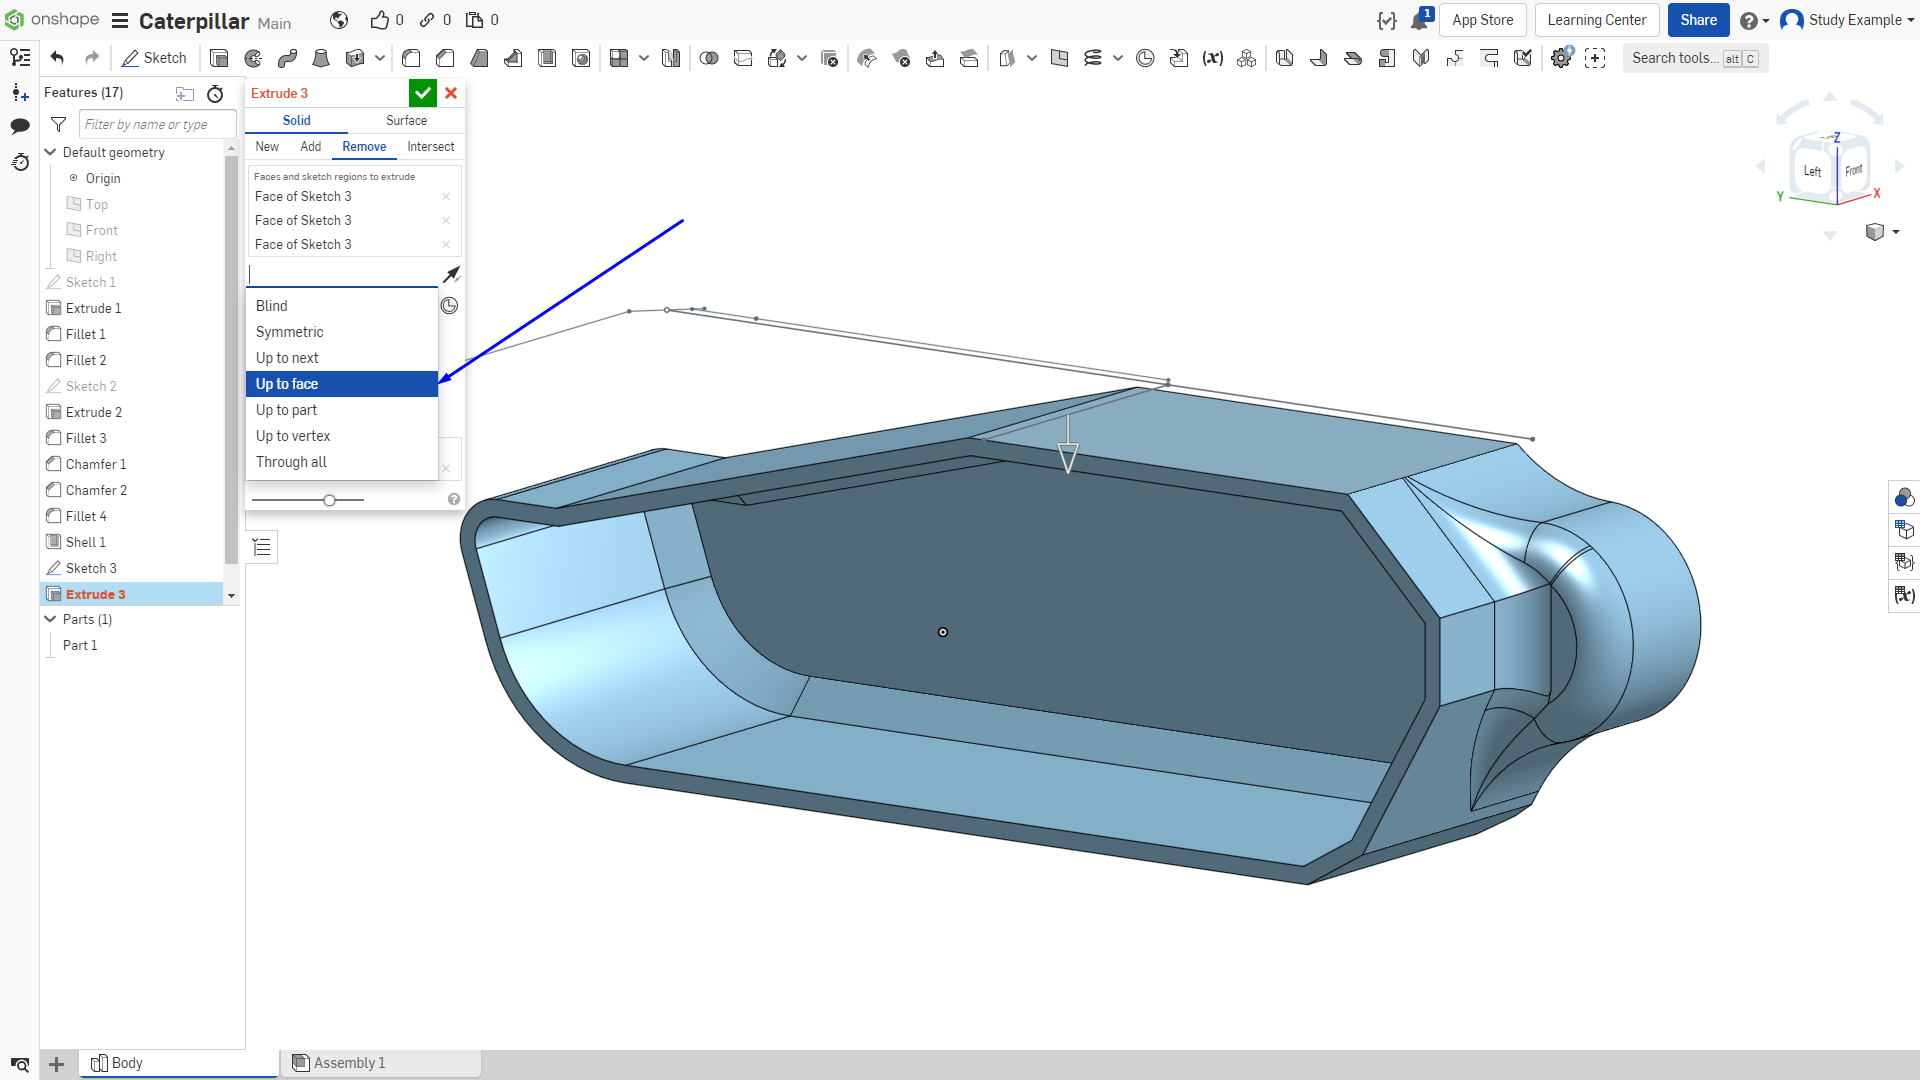 onshape
Caterpillar Main
0
0
0
1
App Store
Learning Center
Share
Study Example
Sketch
Search tools... alt C
Features (17)
Filter by name or type
Default geometry
Origin
Top
Front
Right
Sketch 1
Extrude 1
Fillet 1
Fillet 2
Sketch 2
Extrude 2
Fillet 3
Chamfer 1
Chamfer 2
Fillet 4
Shell 1
Sketch 3
Extrude 3
Parts (1)
Part 1
Extrude 3
Solid
Surface
New
Add
Remove
Intersect
Faces and sketch regions to extrude
Face of Sketch 3
Face of Sketch 3
Face of Sketch 3
Blind
Symmetric
Up to next
Up to face
Up to part
Up to vertex
Through all
Z
Left
Front
Y
X
Body
Assembly 1